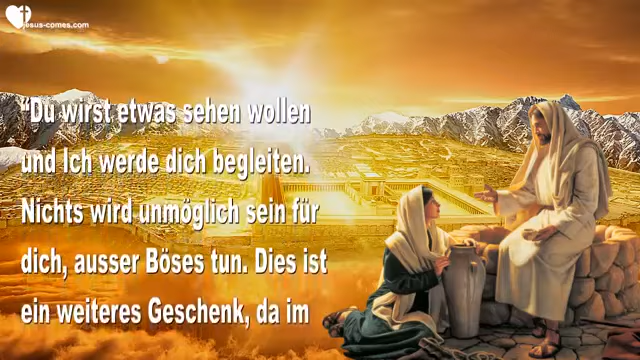 jesus-comes.com
“Du wirst etwas sehen wollen
und Ich werde dich begleiten.
Nichts wird unmöglich sein für
dich, ausser Böses tun. Dies ist
ein weiteres Geschenk, da im